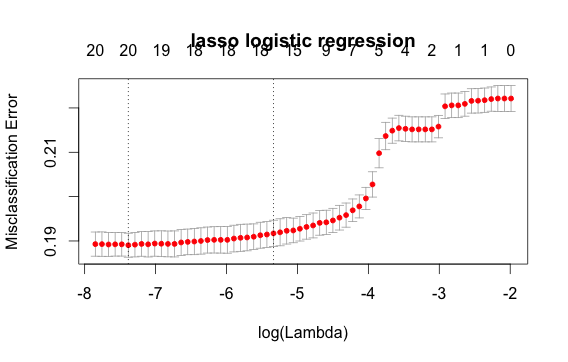 lasso logistic regression
20 20 19 18 18 18 15 9 7 5 4 2 1 1 0
Misclassification Error
0.21
0.19
-8 -7 -6 -5 -4 -3 -2
log(Lambda)